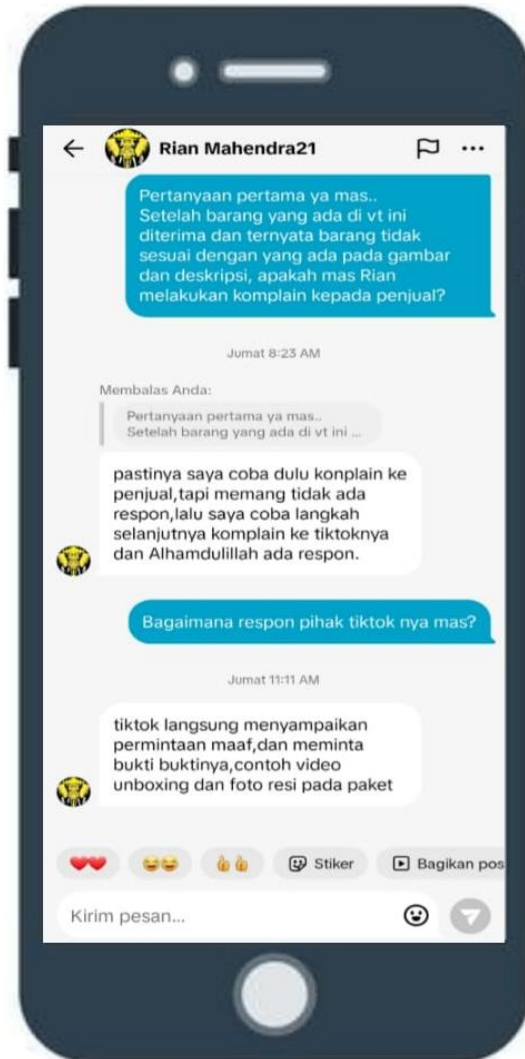 Rian Mahendra21
Pertanyaan pertama ya mas..
Setelah barang yang ada di vt ini
diterima dan ternyata barang tidak
sesuai dengan yang ada pada gambar
dan deskripsi, apakah mas Rian
melakukan komplain kepada penjual?
Jumat 8:23 AM
Membalas Anda:
Pertanyaan pertama ya mas..
Setelah barang yang ada di vt ini ...
pastinya saya coba dulu konplain ke
penjual,tapi memang tidak ada
respon,lalu saya coba langkah
selanjutnya komplain ke tiktoknya
dan Alhamdulillah ada respon.
Bagaimana respon pihak tiktok nya mas?
Jumat 11:11 AM
tiktok langsung menyampaikan
permintaan maaf,dan meminta
bukti buktinya,contoh video
unboxing dan foto resi pada paket
Stiker
Bagikan pos
Kirim pesan...